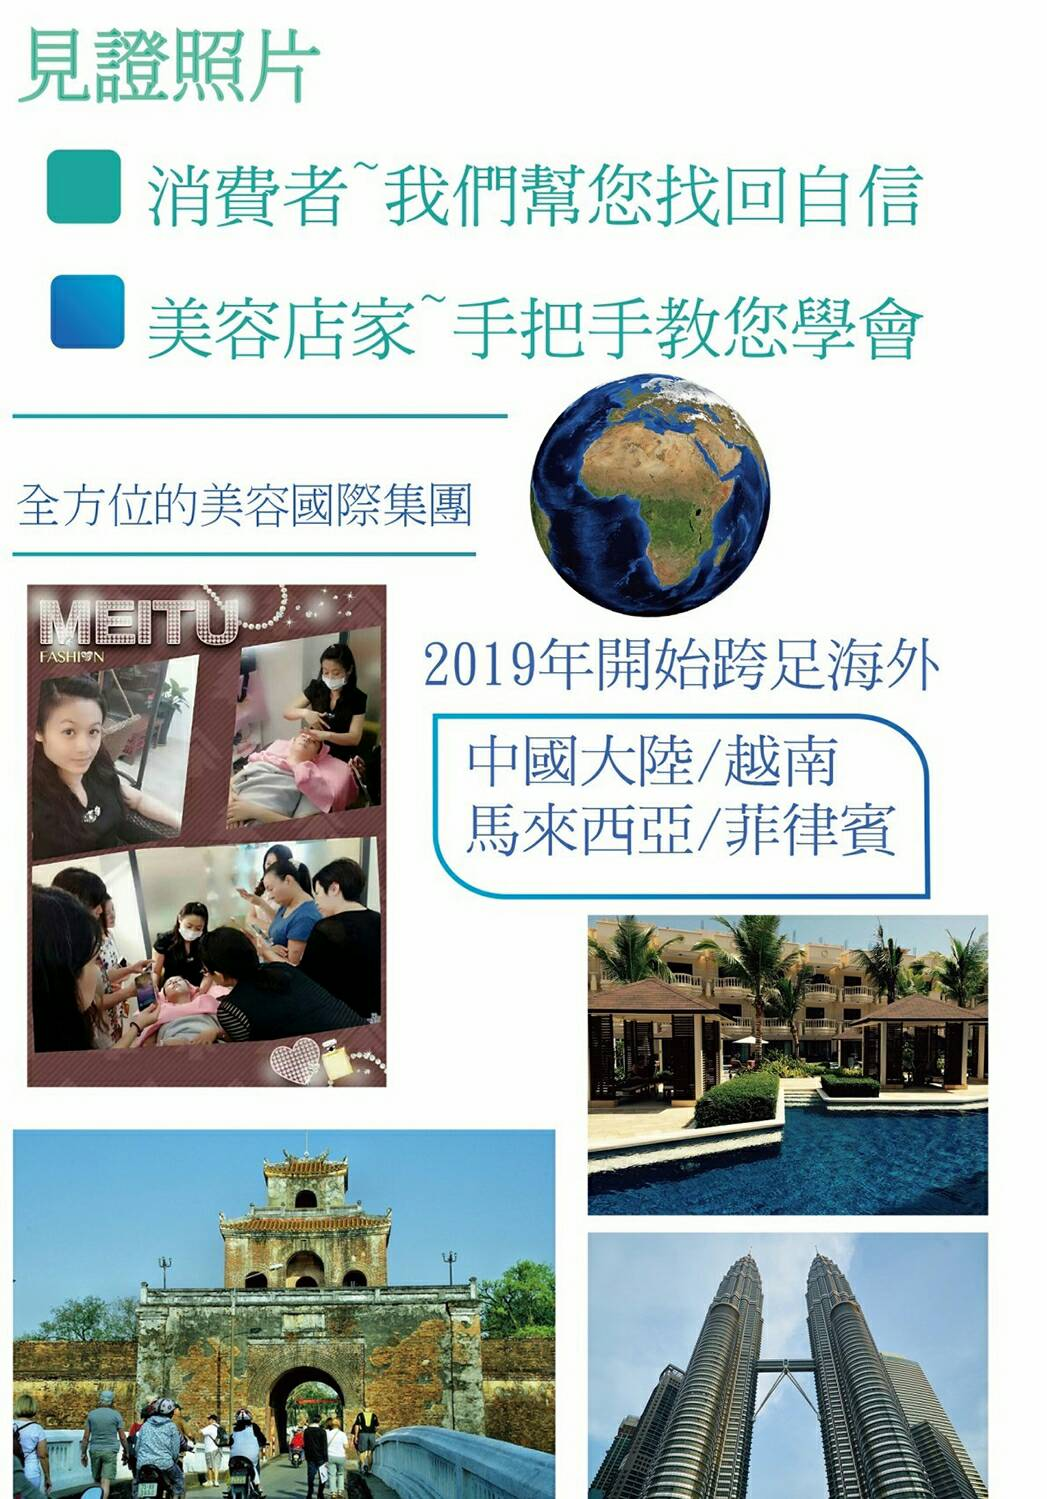 見證照片
消費者~我們幫您找回自信
美容店家~手把手教您學會
全方位的美容國際集團
MEITU
FASHION
2019年開始跨足海外
中國大陸/越南
馬來西亞/菲律賓